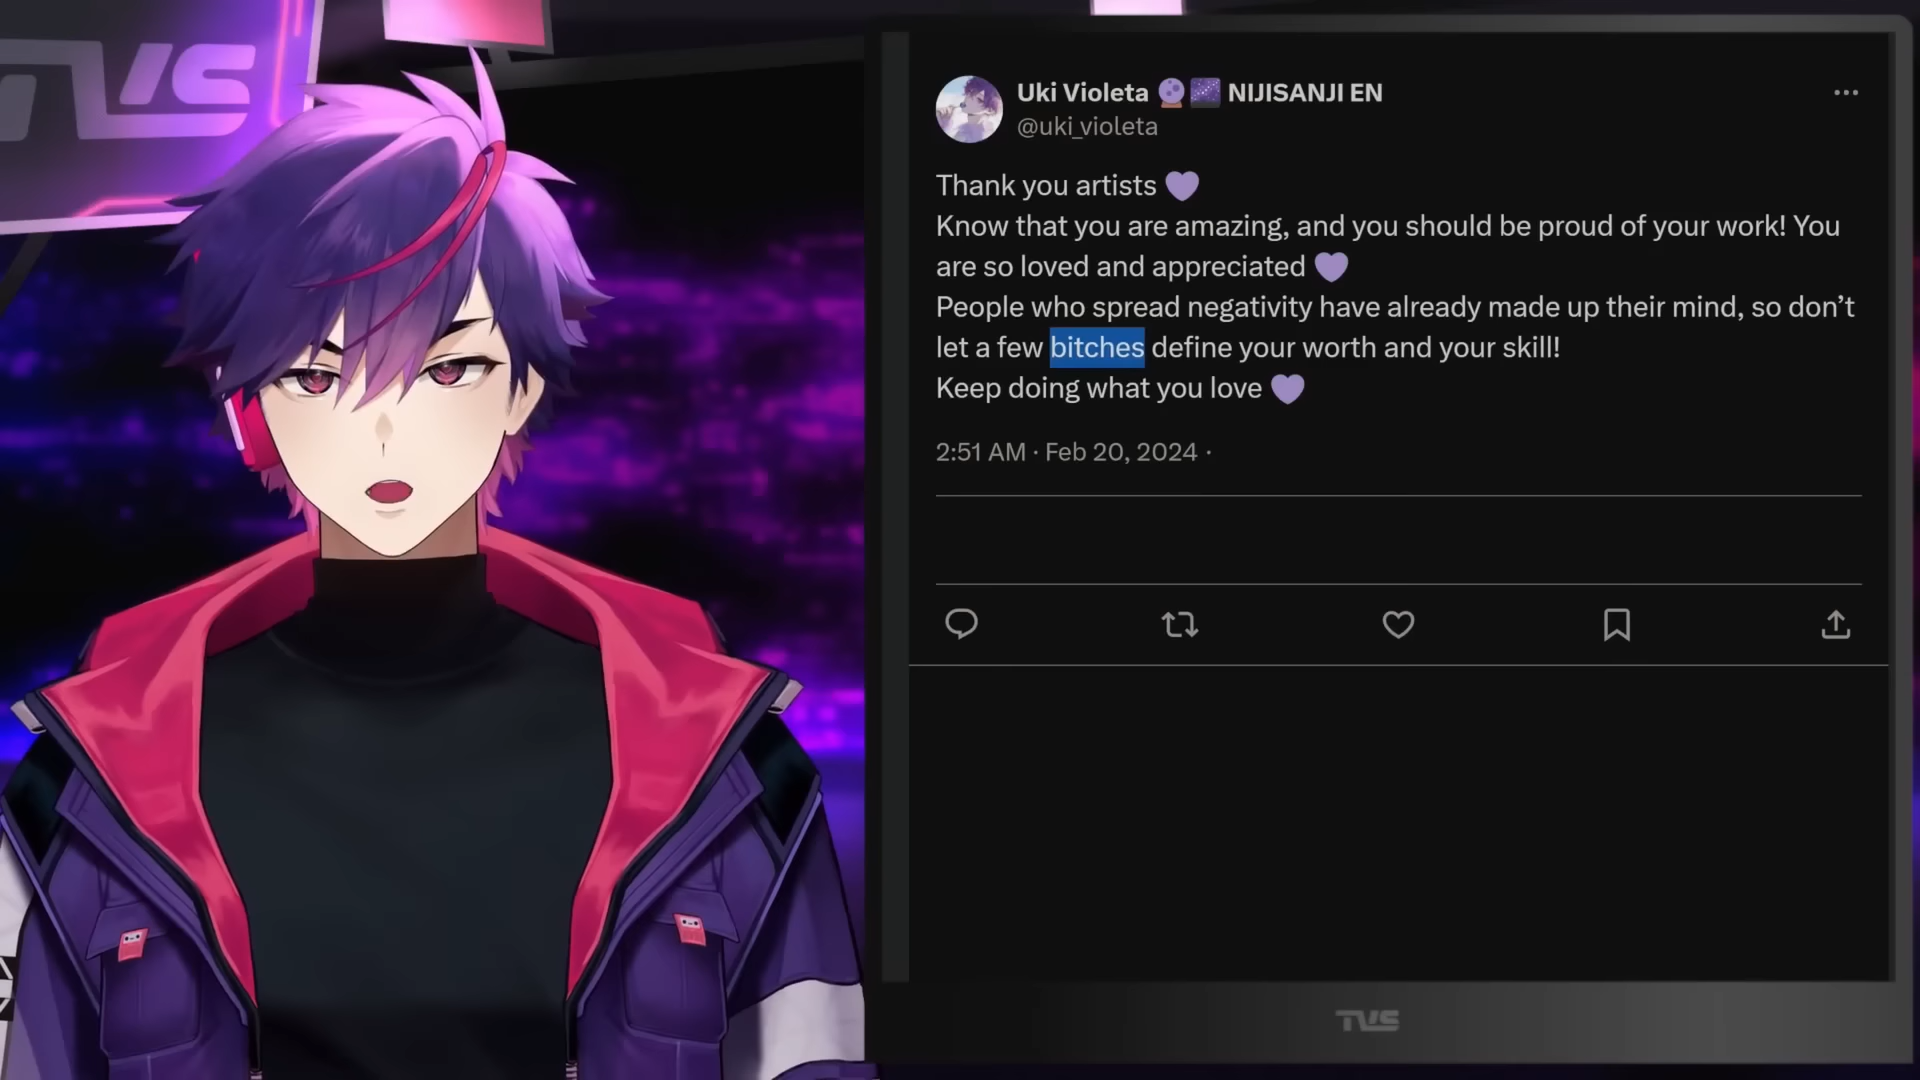 TVS
Uki Violeta 🔮🌌 NIJISANJI EN
@uki_violeta
Thank you artists 💜
Know that you are amazing, and you should be proud of your work! You
are so loved and appreciated 💜
People who spread negativity have already made up their mind, so don’t
let a few bitches define your worth and your skill!
Keep doing what you love 💜
2:51 AM · Feb 20, 2024 ·
TVS